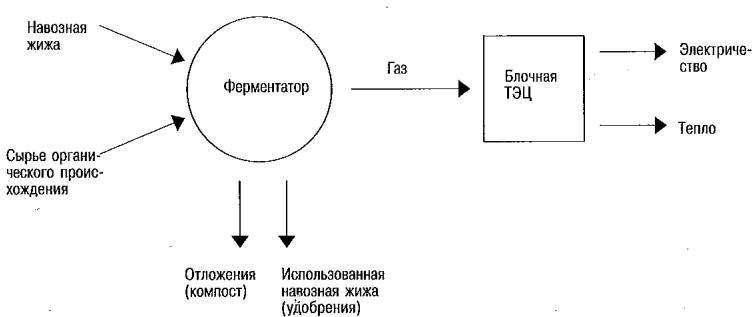 Навозная
жижа
Ферментатор
Газ
Блочная
ТЭЦ
Электриче-
ство
Тепло
Сырье органи-
ческого проис-
хождения
Отложения
(компост)
Использованная
навозная жижа
(удобрения)